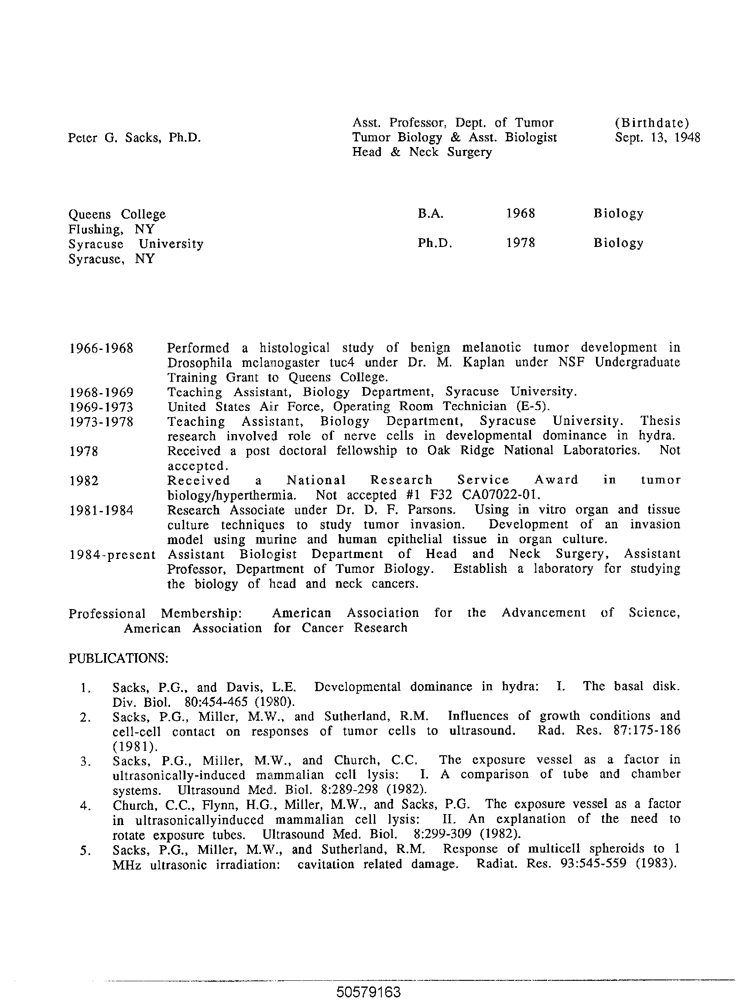 Asst. Professor, Dept. of Tumor (Birthdate)
Peter G. Sacks, Ph.D. Tumor Biology & Asst. Biologist Sept. 13, 1948
Head & Neck Surgery
Queens College B.A. 1968 Biology
Flushing, NY
Syracuse University Ph.D. 1978 Biology
Syracuse, NY
1966-1968 Performed a histological study of benign melanotic tumor development in
Drosophila melanogaster tuc4 under Dr. M. Kaplan under NSF Undergraduate
Training Grant to Queens College.
1968-1969 Teaching Assistant, Biology Department, Syracuse University.
1969-1973 United States Air Force, Operating Room Technician (E-5).
1973-1978 Teaching Assistant, Biology Department, Syracuse University. Thesis
research involved role of nerve cells in developmental dominance in hydra.
1978 Received a post doctoral fellowship to Oak Ridge National Laboratories. Not
accepted.
1982 Received a National Research Service Award in tumor
biology/hyperthermia. Not accepted #1 F32 CA07022-01.
1981-1984 Research Associate under Dr. D. F. Parsons. Using in vitro organ and tissue
culture techniques to study tumor invasion. Development of an invasion
model using murine and human epithelial tissue in organ culture.
1984-present Assistant Biologist Department of Head and Neck Surgery, Assistant
Professor, Department of Tumor Biology. Establish a laboratory for studying
the biology of head and neck cancers.
Professional Membership: American Association for the Advancement of Science,
American Association for Cancer Research
PUBLICATIONS:
1. Sacks, P.G., and Davis, L.E. Developmental dominance in hydra: I. The basal disk.
Div. Biol. 80:454-465 (1980).
2. Sacks, P.G., Miller, M.W., and Sutherland, R.M. Influences of growth conditions and
cell-cell contact on responses of tumor cells to ultrasound. Rad. Res. 87:175-186
(1981).
3. Sacks, P.G., Miller, M.W., and Church, C.C. The exposure vessel as a factor in
ultrasonically-induced mammalian cell lysis: I. A comparison of tube and chamber
systems. Ultrasound Med. Biol. 8:289-298 (1982).
4. Church, C.C., Flynn, H.G., Miller, M.W., and Sacks, P.G. The exposure vessel as a factor
in ultrasonicallyinduced mammalian cell lysis: II. An explanation of the need to
rotate exposure tubes. Ultrasound Med. Biol. 8:299-309 (1982).
5. Sacks, P.G., Miller, M.W., and Sutherland, R.M. Response of multicell spheroids to 1
MHz ultrasonic irradiation: cavitation related damage. Radiat. Res. 93:545-559 (1983).
50579163